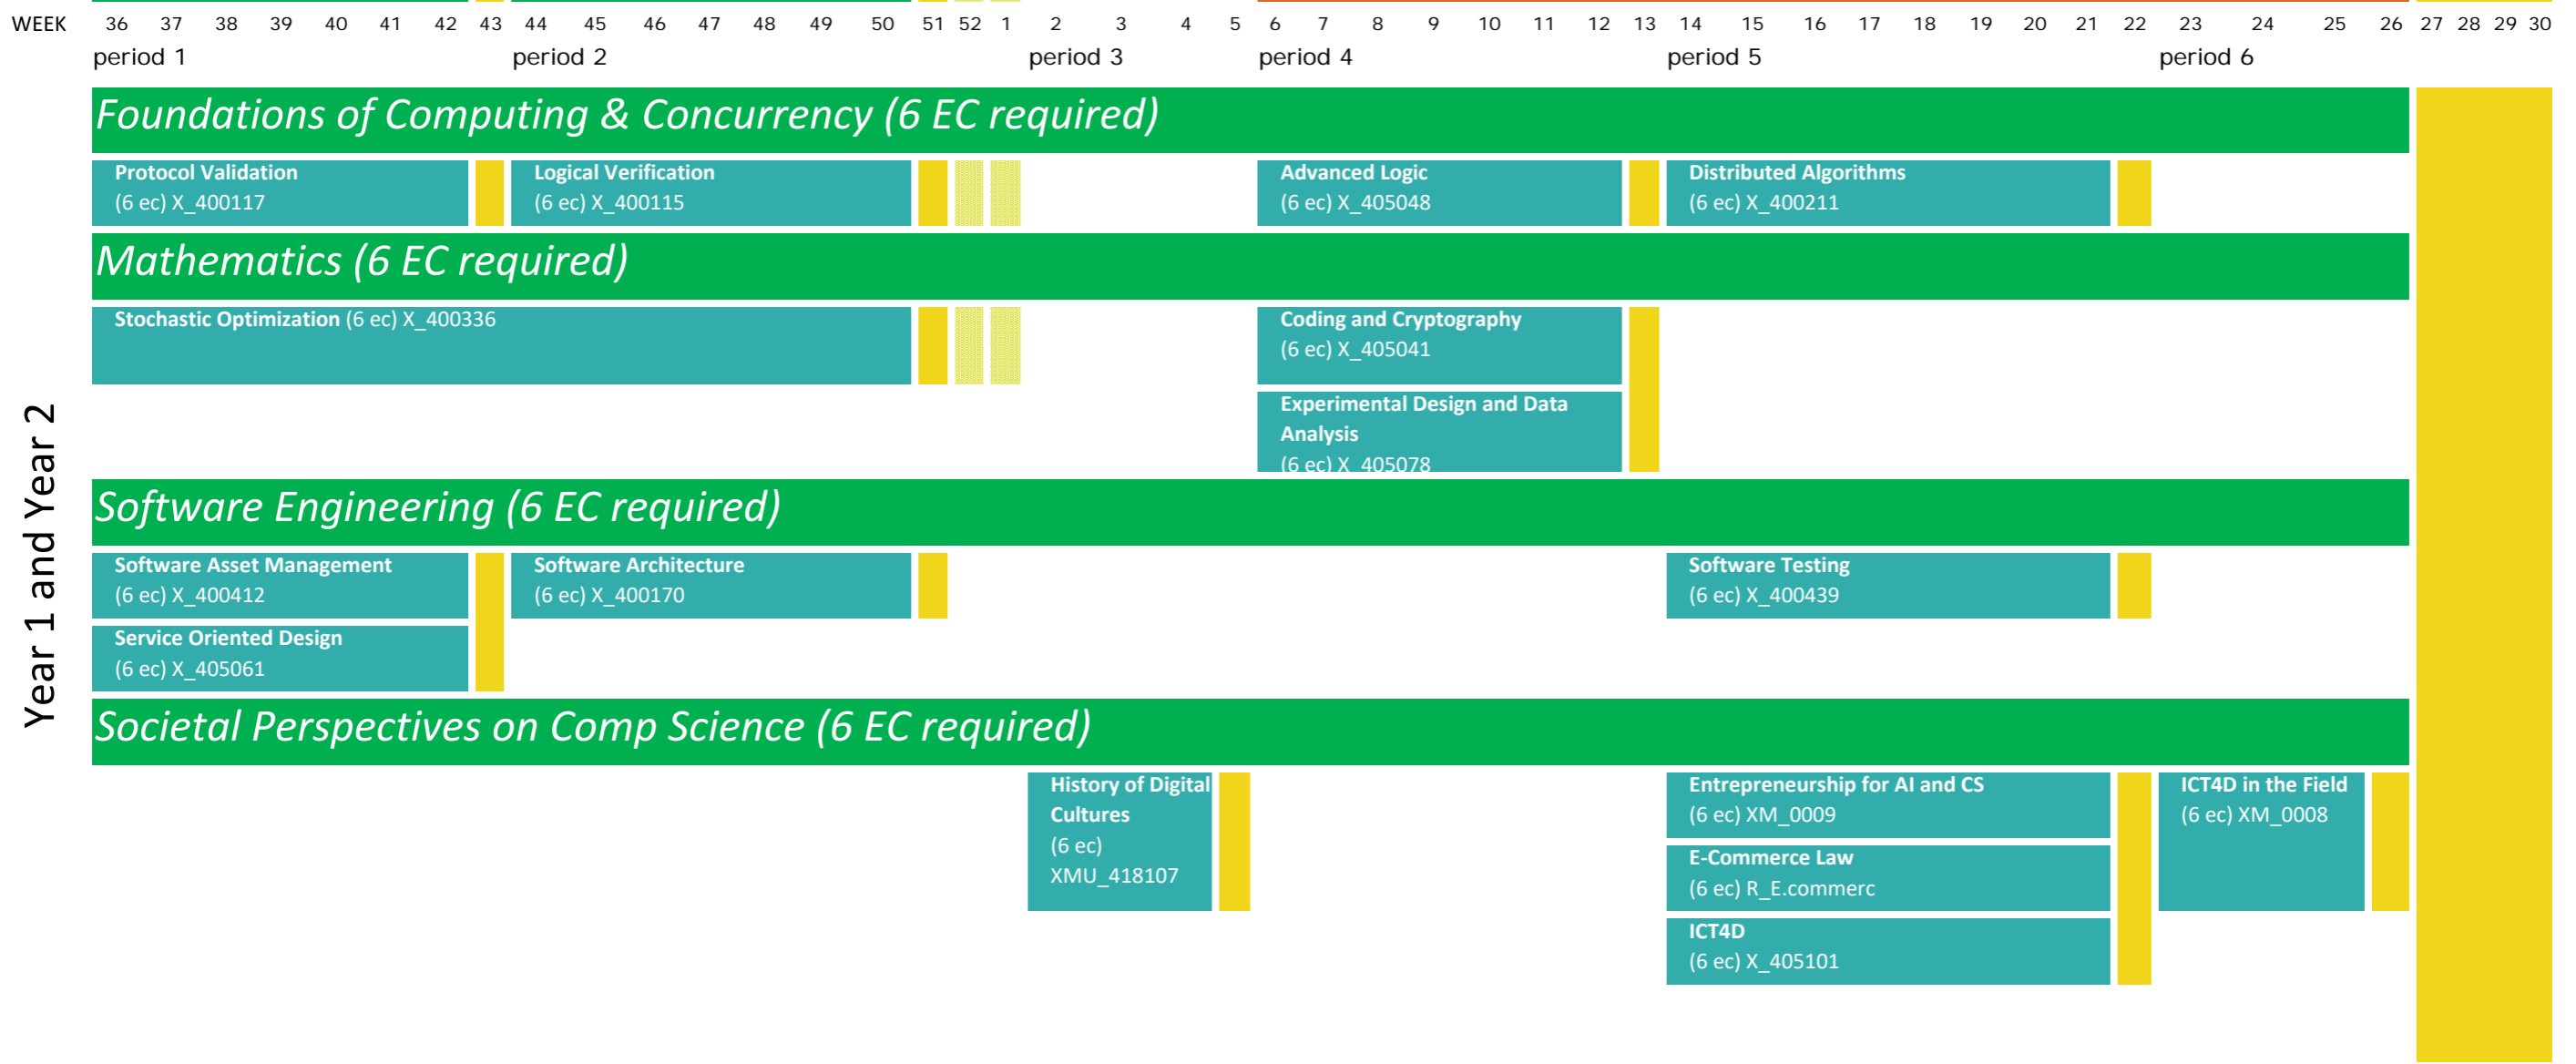 WEEK 36 37 38 39 40 41 42 43 44 45 46 47 48 49 50 51 52 1 2 3 4 5 6 7 8 9 10 11 12 13 14 15 16 17 18 19 20 21 22 23 24 25 26 27 28 29 30
period 1 period 2 period 3 period 4 period 5 period 6
Year 1 and Year 2
Foundations of Computing & Concurrency (6 EC required)
Protocol Validation
(6 ec) X_400117
Logical Verification
(6 ec) X_400115
Advanced Logic
(6 ec) X_405048
Distributed Algorithms
(6 ec) X_400211
Mathematics (6 EC required)
Stochastic Optimization (6 ec) X_400336
Coding and Cryptography
(6 ec) X_405041
Experimental Design and Data
Analysis
(6 ec) X_405078
Software Engineering (6 EC required)
Software Asset Management
(6 ec) X_400412
Software Architecture
(6 ec) X_400170
Software Testing
(6 ec) X_400439
Service Oriented Design
(6 ec) X_405061
Societal Perspectives on Comp Science (6 EC required)
History of Digital
Cultures
(6 ec)
XMU_418107
Entrepreneurship for AI and CS
(6 ec) XM_0009
ICT4D in the Field
(6 ec) XM_0008
E-Commerce Law
(6 ec) R_E.commerc
ICT4D
(6 ec) X_405101